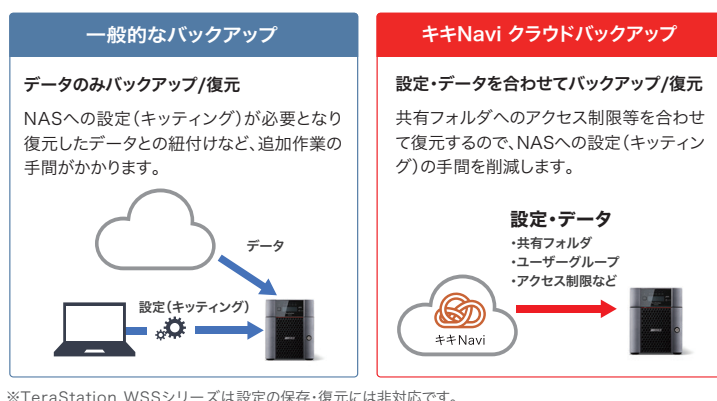 一般的なバックアップ
データのみバックアップ/復元
NASへの設定(キッティング)が必要となり
復元したデータとの紐付けなど、追加作業の
手間がかかります。
データ
設定(キッティング)
キキNavi クラウドバックアップ
設定・データを合わせてバックアップ/復元
共有フォルダへのアクセス制限等を合わせ
て復元するので、NASへの設定(キッティン
グ)の手間を削減します。
設定・データ
・共有フォルダ
・ユーザーグループ
・アクセス制限など
キキNavi
※TeraStation WSSシリーズは設定の保存・復元には非対応です。